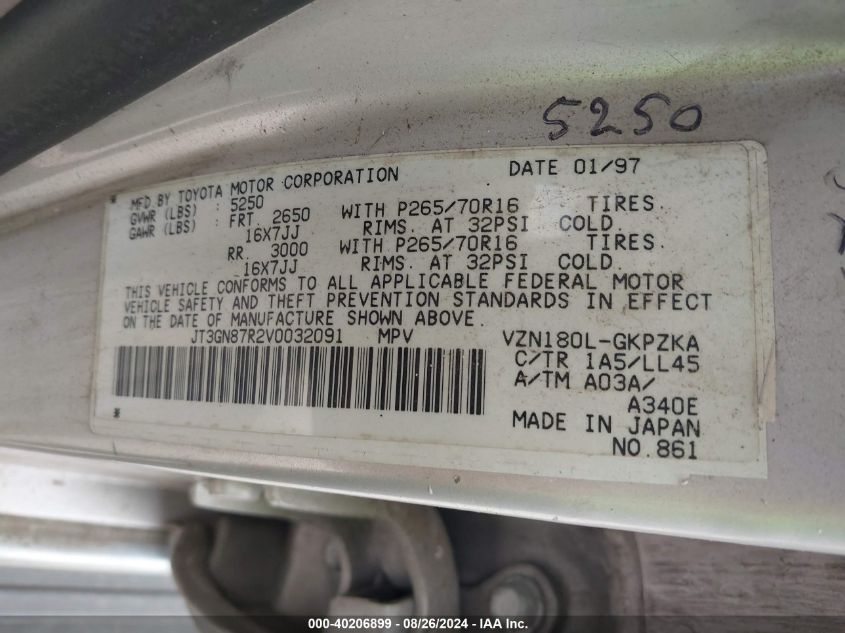 5250
MFD.BY TOYOTA MOTOR CORPORATION DATE 01/97
GVWR (LBS) : 5250
GAWR (LBS) : FRT. 2650 WITH P265/70R16 TIRES.
16X7JJ RIMS. AT 32PSI COLD.
RR. 3000 WITH P265/70R16 TIRES.
16X7JJ RIMS. AT 32PSI COLD.
THIS VEHICLE CONFORMS TO ALL APPLICABLE FEDERAL MOTOR
VEHICLE SAFETY AND THEFT PREVENTION STANDARDS IN EFFECT
ON THE DATE OF MANUFACTURE SHOWN ABOVE.
JT3GN87R2V0032091 MPV VZN180L-GKPZKA
C/TR 1A5/LL45
A/TM A03A/
A340E
MADE IN JAPAN
NO.861
000-40206899 - 08/26/2024 - IAA Inc.